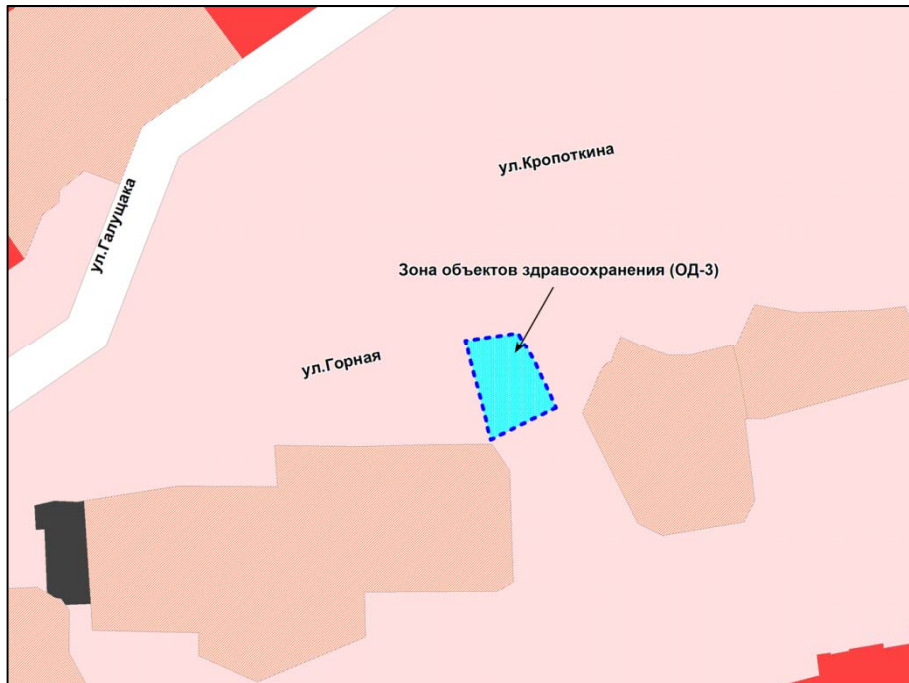 ул.Кропоткина
ул.Галущака
Зона объектов здравоохранения (ОД-3)
ул.Горная